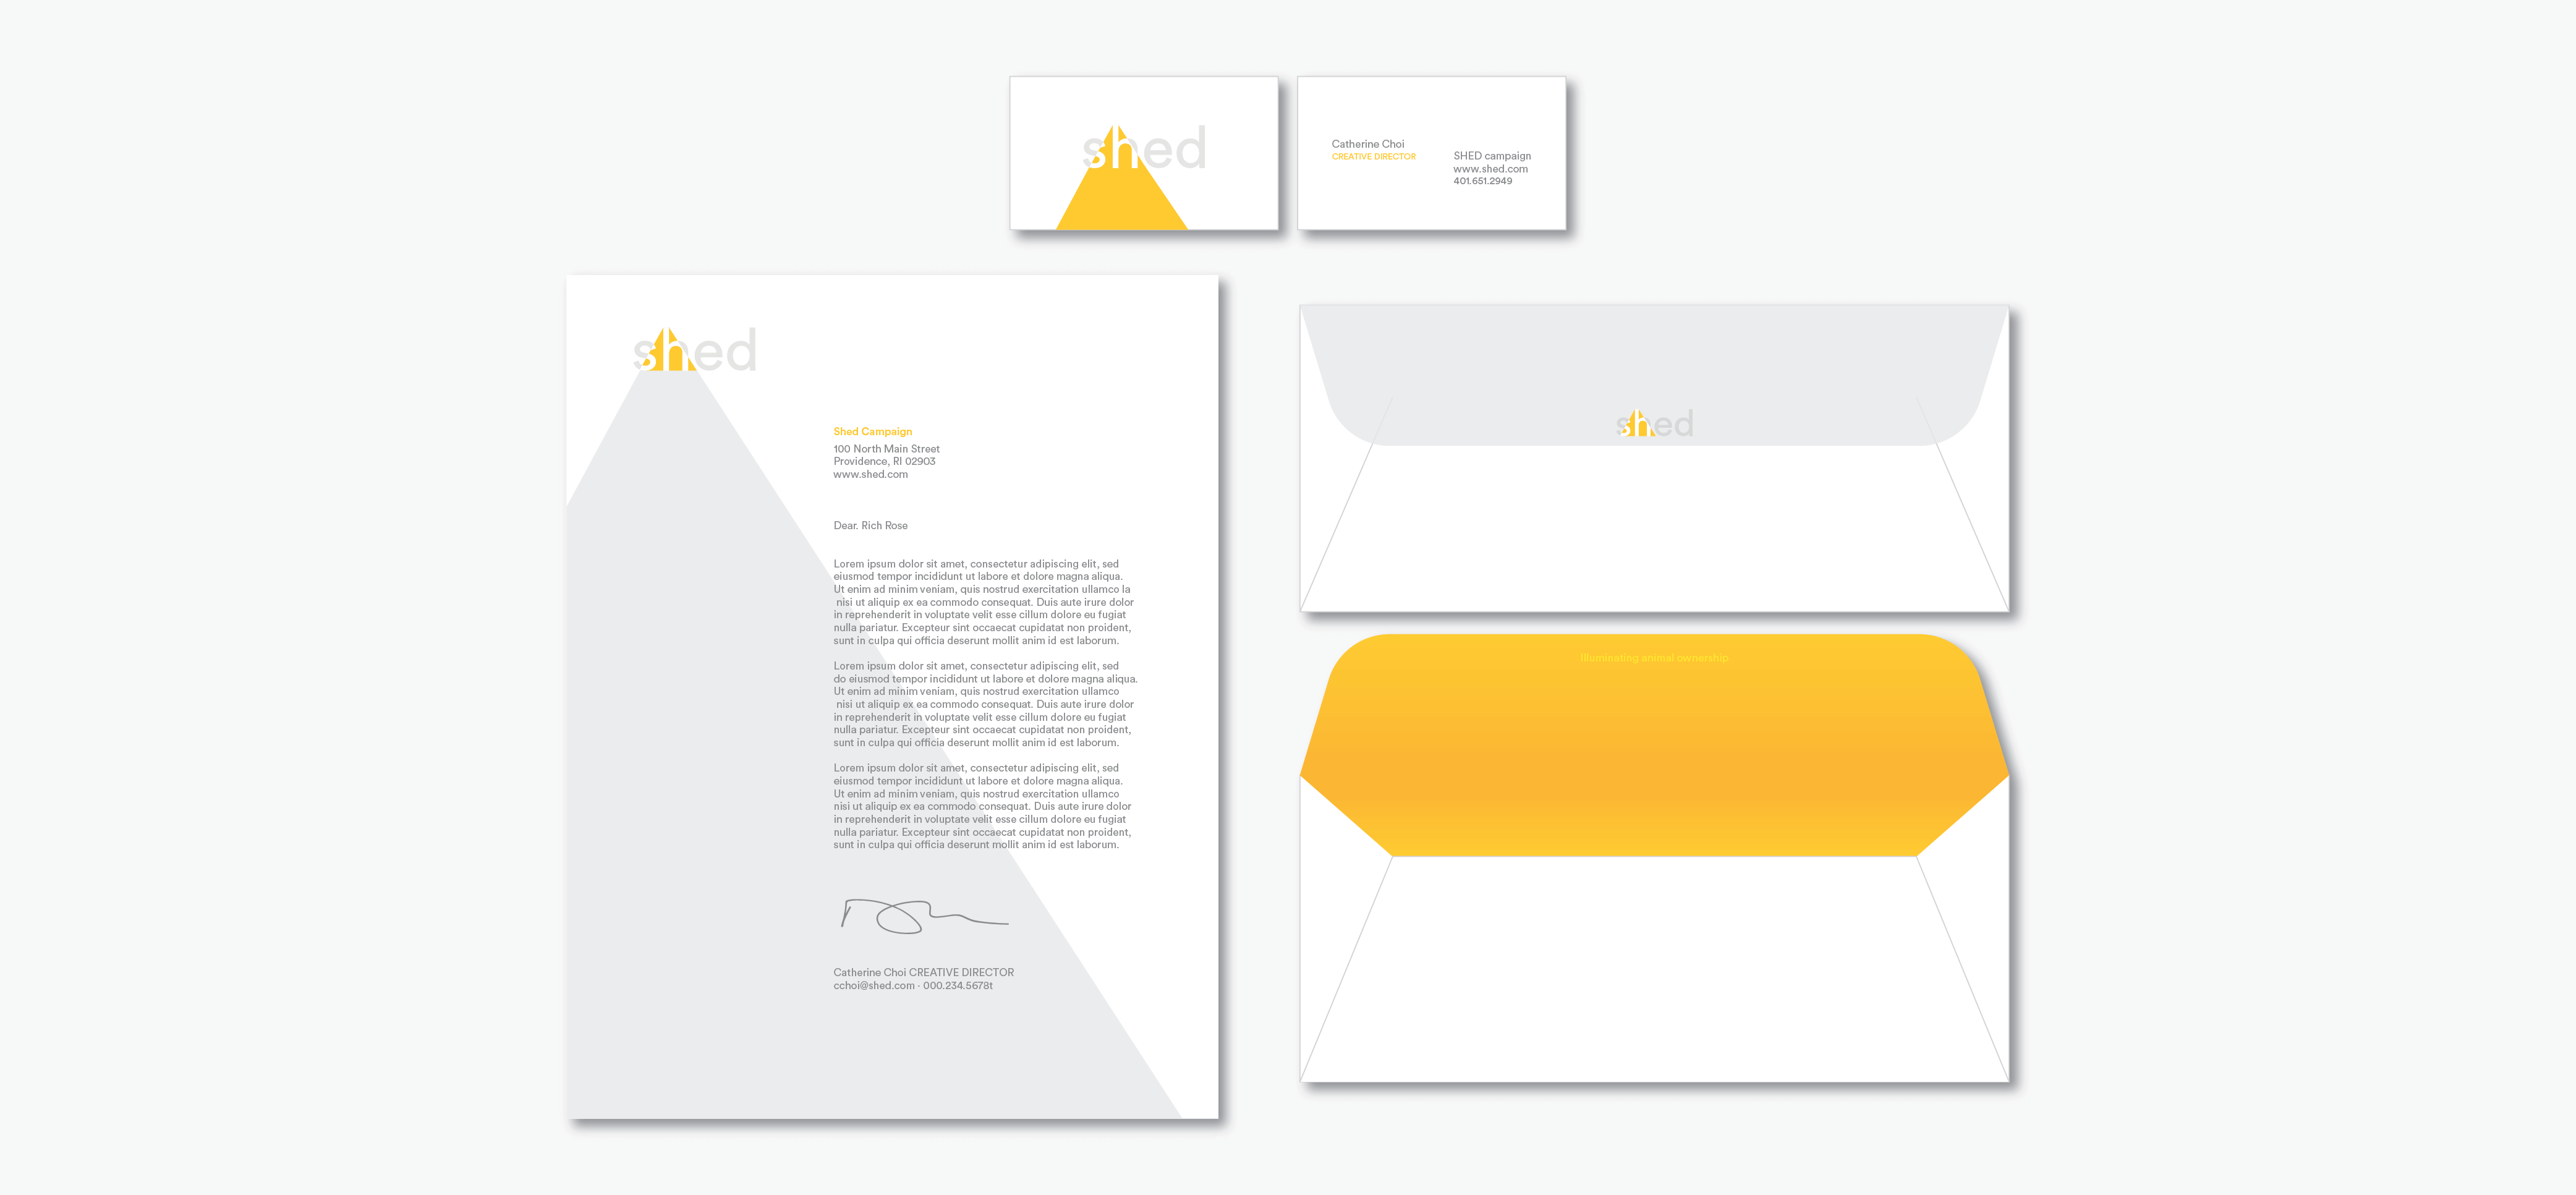 shed
Catherine Choi
CREATIVE DIRECTOR
SHED campaign
www.shed.com
401.651.2949
shed
Shed Campaign
100 North Main Street
Providence, RI 02903
www.shed.com
Dear. Rich Rose
Lorem ipsum dolor sit amet, consectetur adipiscing elit, sed
eiusmod tempor incididunt ut labore et dolore magna aliqua.
Ut enim ad minim veniam, quis nostrud exercitation ullamco la
nisi ut aliquip ex ea commodo consequat. Duis aute irure dolor
in reprehenderit in voluptate velit esse cillum dolore eu fugiat
nulla pariatur. Excepteur sint occaecat cupidatat non proident,
sunt in culpa qui officia deserunt mollit anim id est laborum.
Lorem ipsum dolor sit amet, consectetur adipiscing elit, sed
do eiusmod tempor incididunt ut labore et dolore magna aliqua.
Ut enim ad minim veniam, quis nostrud exercitation ullamco
nisi ut aliquip ex ea commodo consequat. Duis aute irure dolor
in reprehenderit in voluptate velit esse cillum dolore eu fugiat
nulla pariatur. Excepteur sint occaecat cupidatat non proident,
sunt in culpa qui officia deserunt mollit anim id est laborum.
Lorem ipsum dolor sit amet, consectetur adipiscing elit, sed
eiusmod tempor incididunt ut labore et dolore magna aliqua.
Ut enim ad minim veniam, quis nostrud exercitation ullamco
nisi ut aliquip ex ea commodo consequat. Duis aute irure dolor
in reprehenderit in voluptate velit esse cillum dolore eu fugiat
nulla pariatur. Excepteur sint occaecat cupidatat non proident,
sunt in culpa qui officia deserunt mollit anim id est laborum.
Catherine Choi CREATIVE DIRECTOR
cchoi@shed.com · 000.234.5678t
shed
Illuminating animal ownership